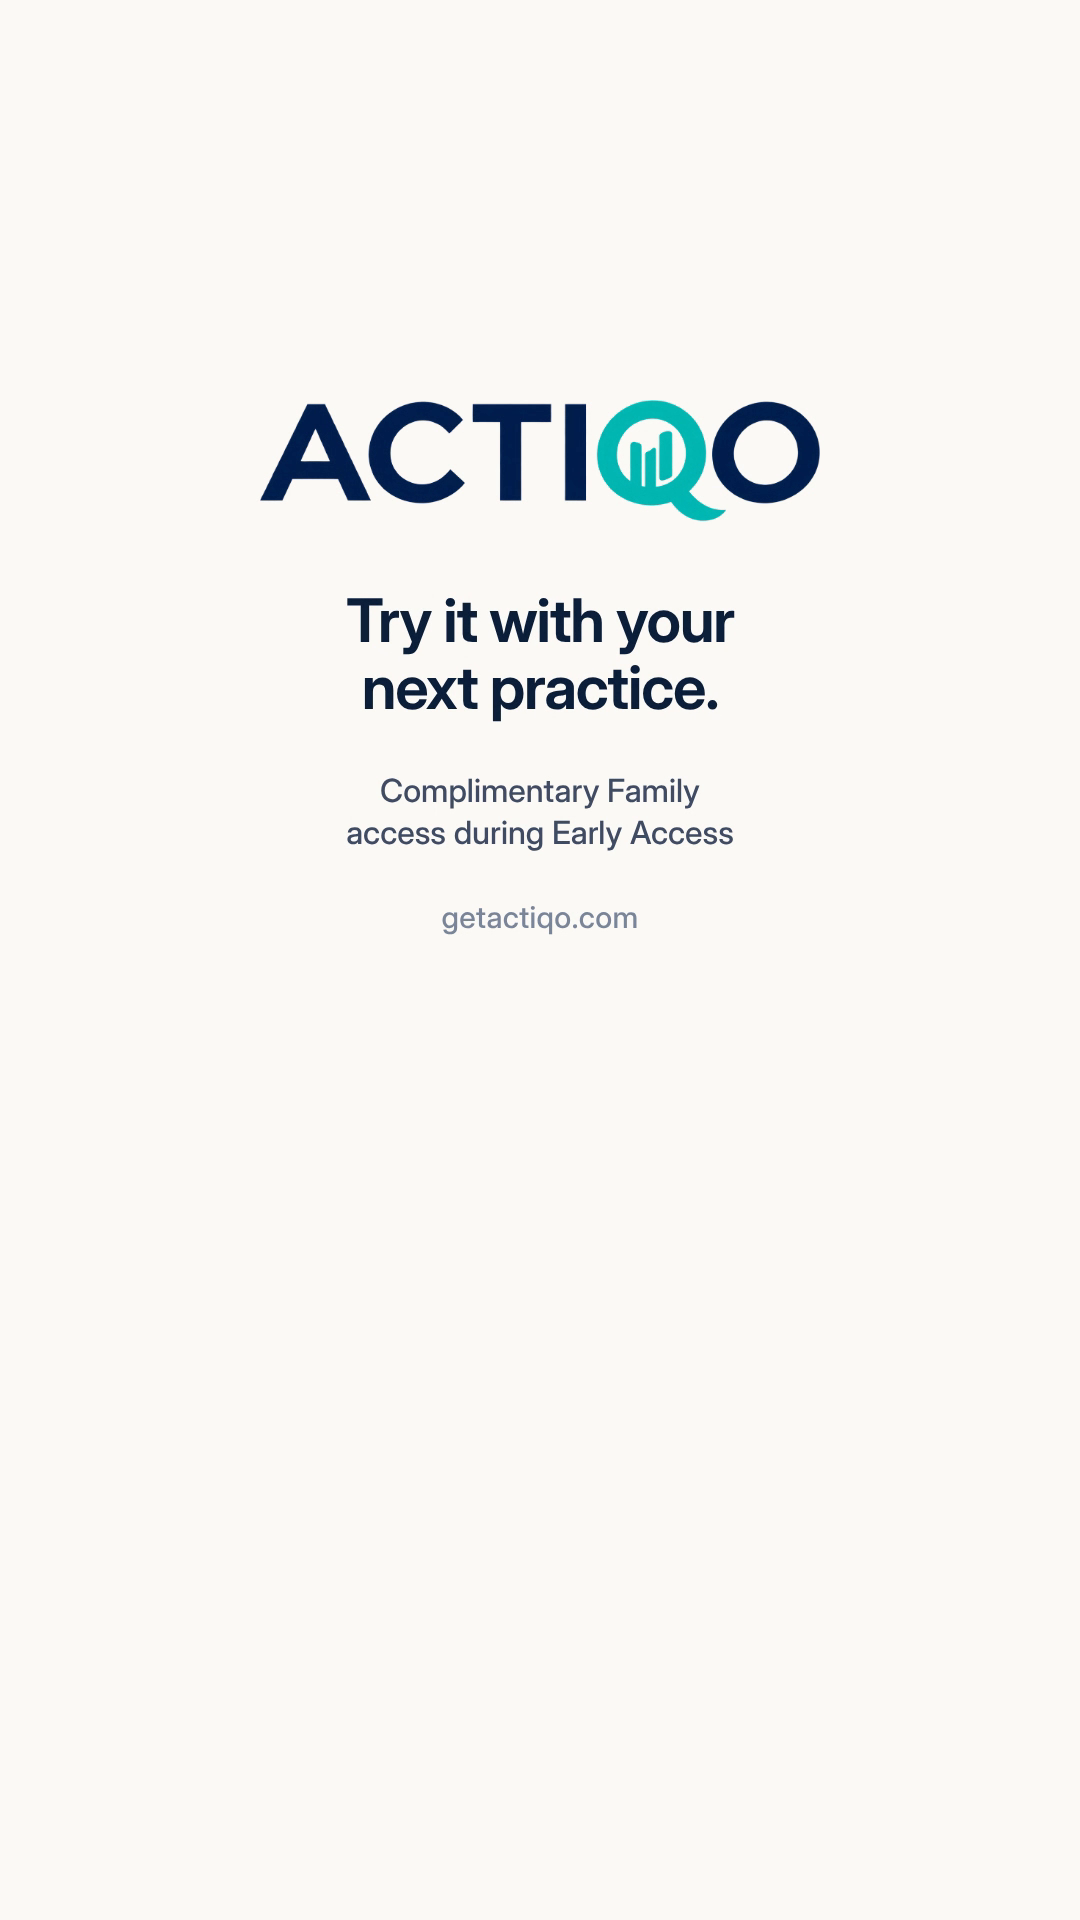 ACTIQO
Try it with your
next practice.
Complimentary Family
access during Early Access
getactiqo.com